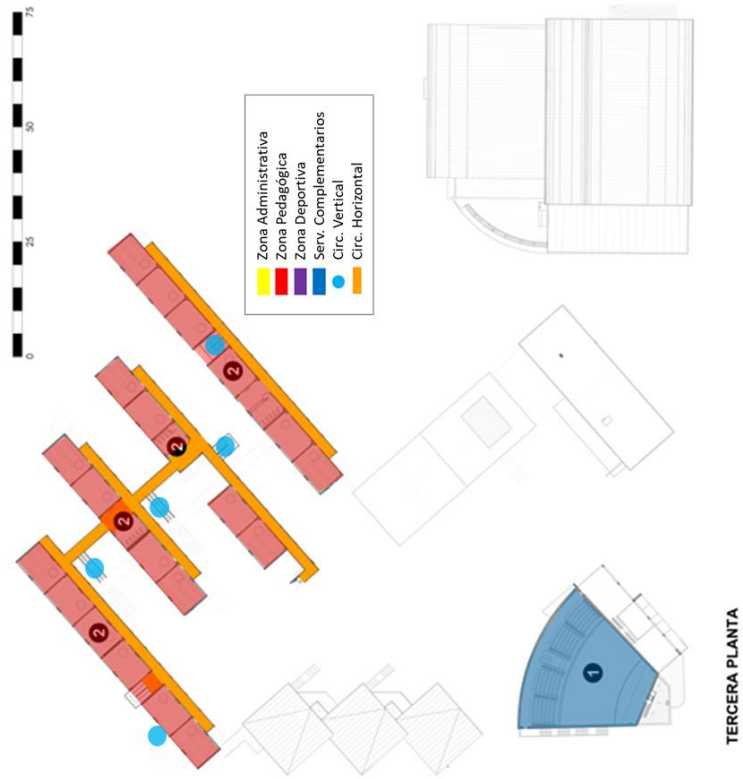 0 25 50 75
Zona Administrativa
Zona Pedagógica
Zona Deportiva
Serv. Complementarios
Circ. Vertical
Circ. Horizontal
2
2
2
2
1
TERCERA PLANTA